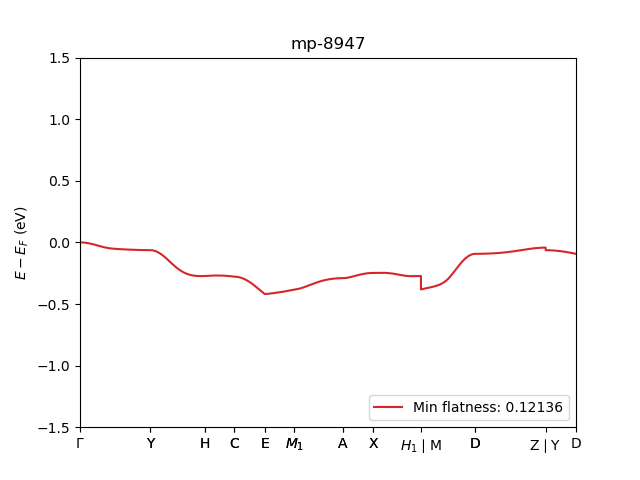 mp-8947
E − E_F (eV)
1.5
1.0
0.5
0.0
−0.5
−1.0
−1.5
Min flatness: 0.12136
Γ Y H C E M₁ A X H₁ | M D Z | Y D